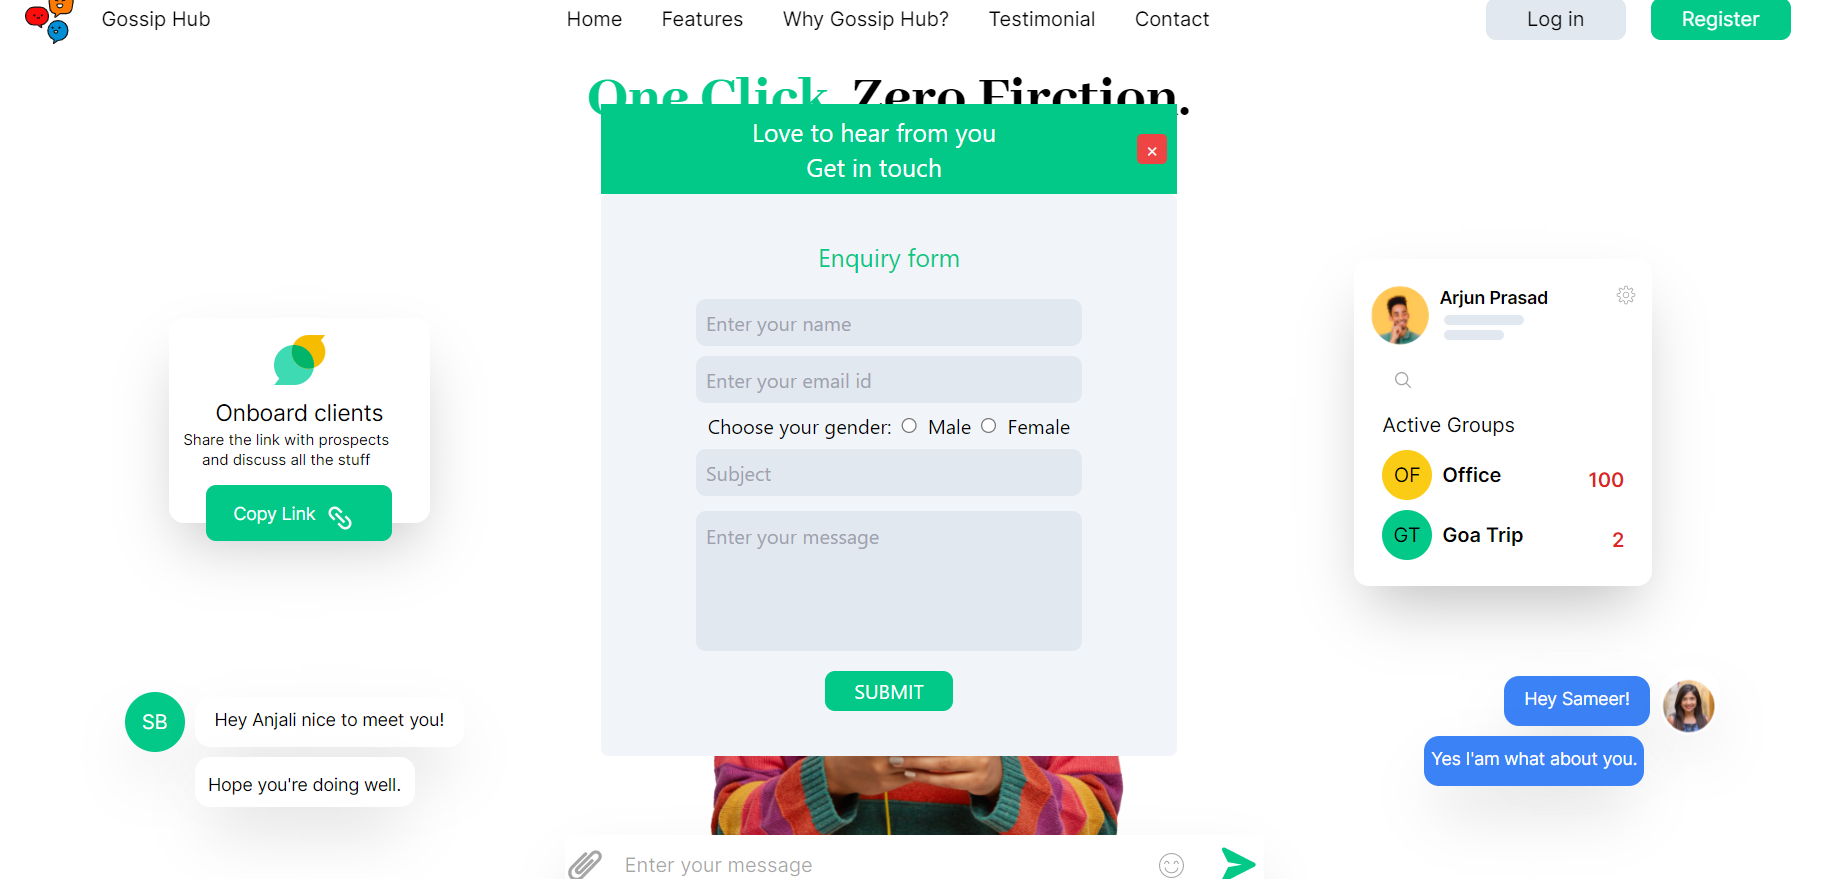 Gossip Hub
Home Features Why Gossip Hub? Testimonial Contact
Log in
Register
One Click. Zero Firction.
Love to hear from you
Get in touch
×
Enquiry form
Enter your name
Enter your email id
Choose your gender: Male Female
Subject
Enter your message
SUBMIT
Onboard clients
Share the link with prospects
and discuss all the stuff
Copy Link
SB
Hey Anjali nice to meet you!
Hope you're doing well.
Arjun Prasad
Active Groups
OF Office 100
GT Goa Trip 2
Hey Sameer!
Yes I'am what about you.
Enter your message